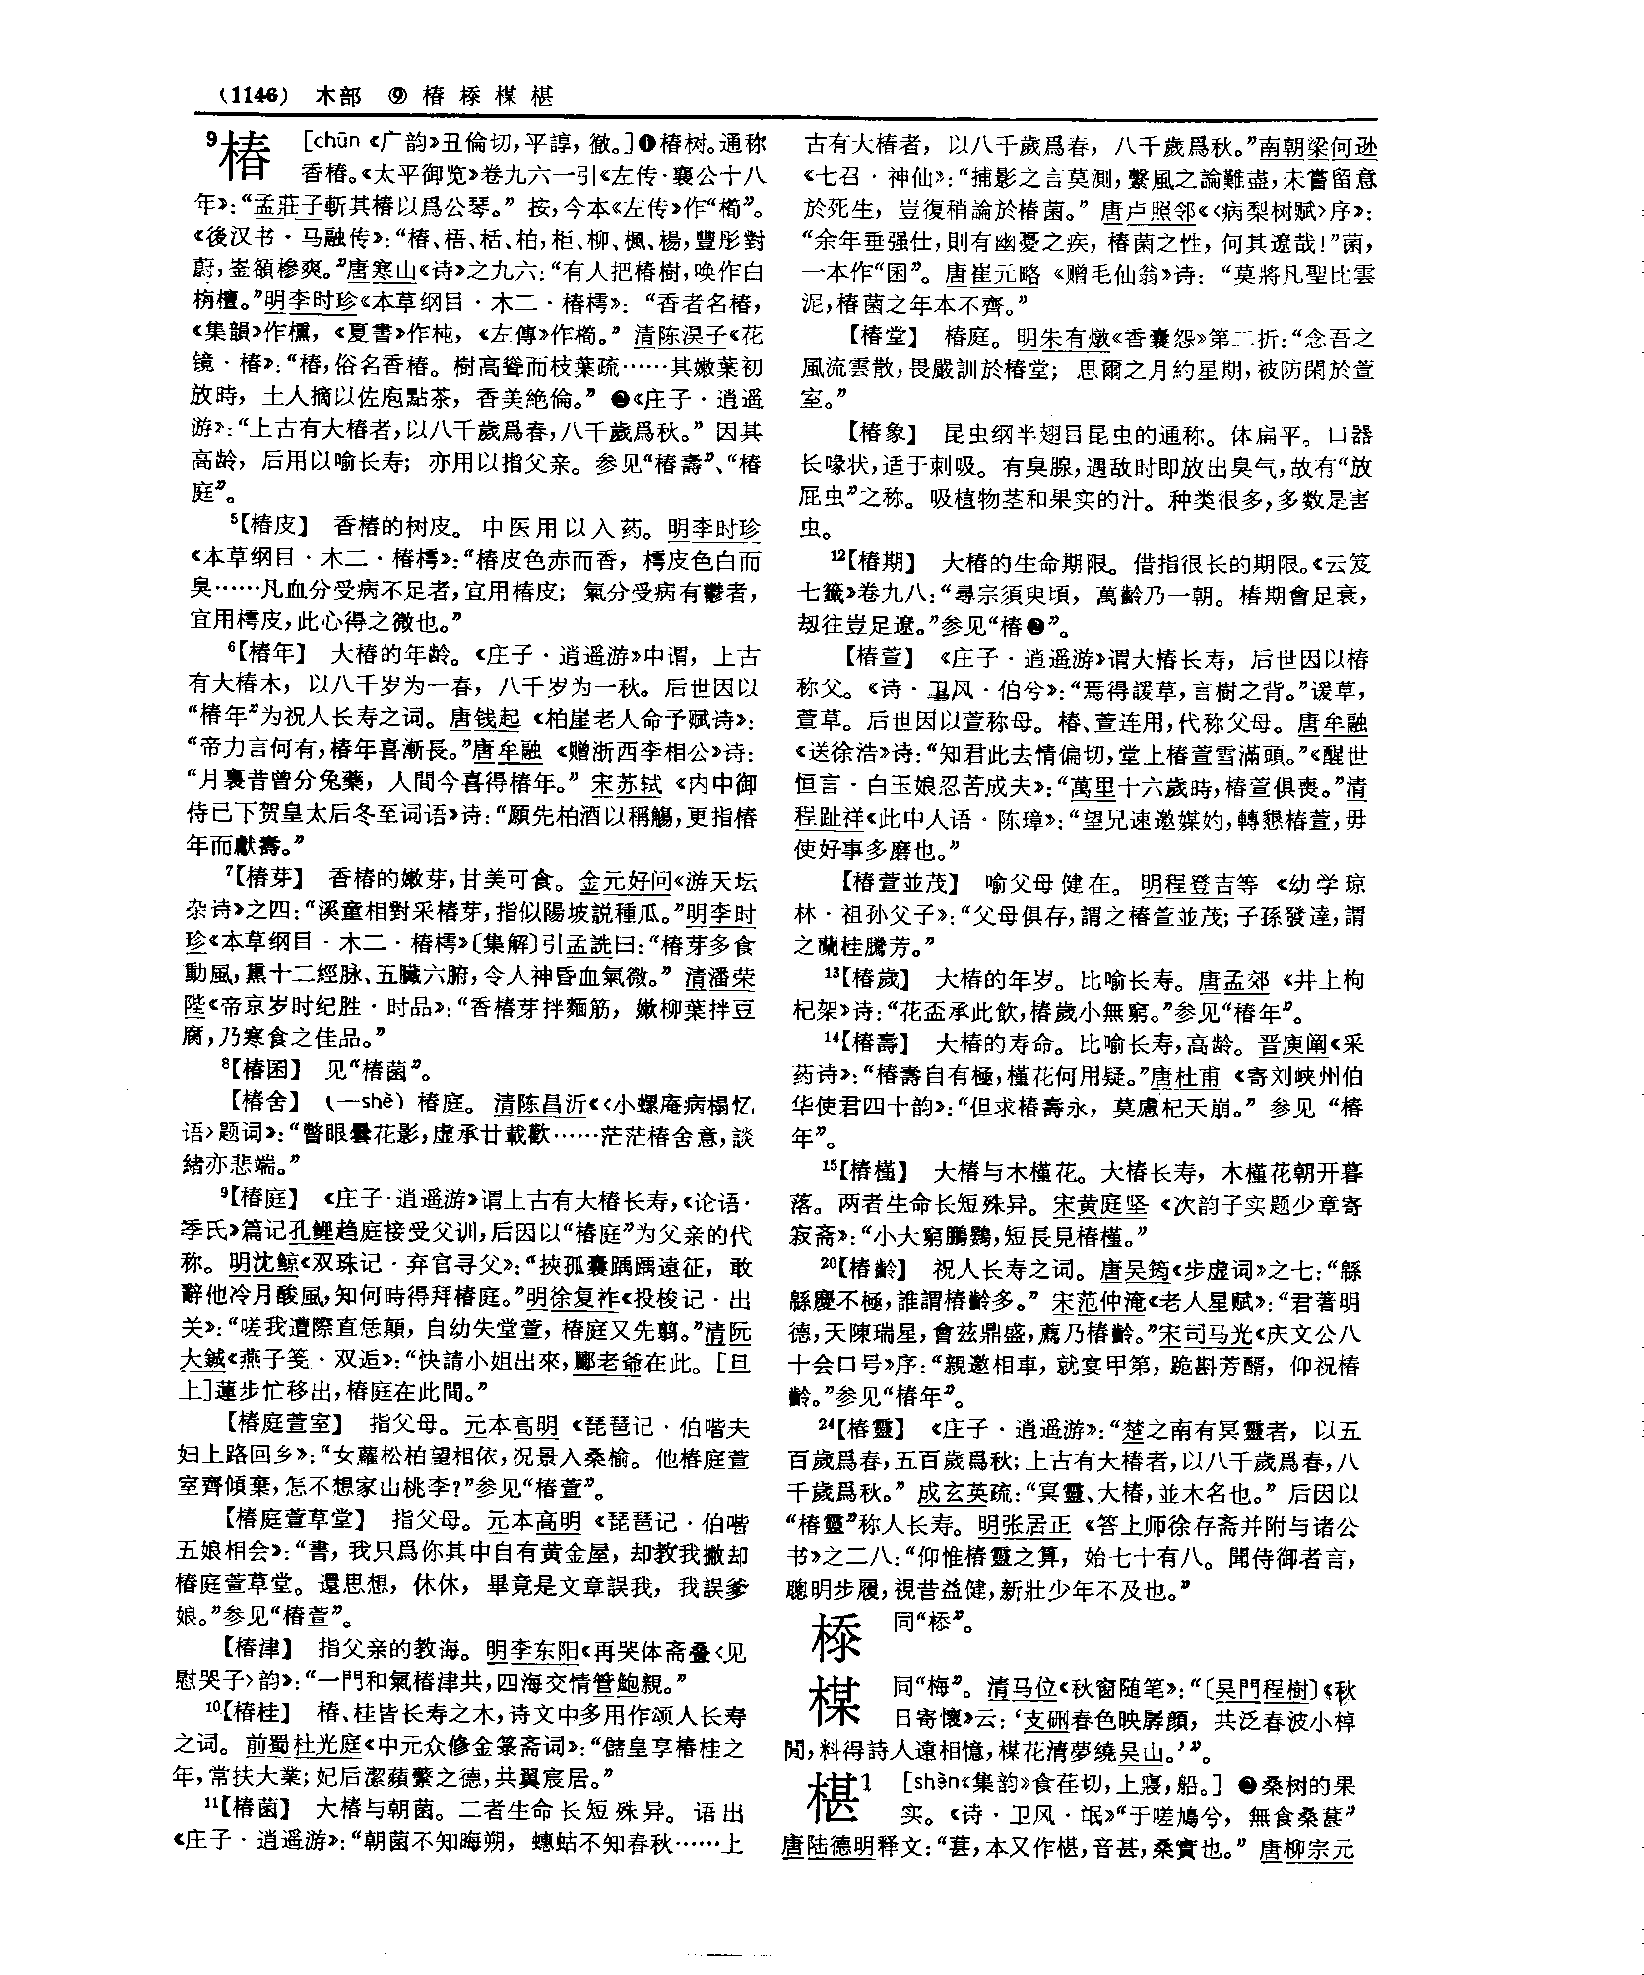 (1146) 木部 ⑨ 椿 㮇 楳 椹
⁹椿 [chūn《广韵》丑倫切,平諄,徹。]❶椿树。通称
香椿。《太平御览》卷九六一引《左传·襄公十八
年》:“孟莊子斬其椿以爲公琴。” 按,今本《左传》作“橁”。
《後汉书·马融传》:“椿、梧、栝、柏,柜、柳、楓、楊,豐彤對
蔚,崟頟槮爽。”唐寒山《诗》之九六:“有人把椿樹,唤作白
栴檀。”明李时珍《本草纲目·木二·椿樗》: “香者名椿,
《集韻》作櫄, 《夏書》作杶, 《左傳》作橁。” 清陈淏子《花
镜·椿》:“椿,俗名香椿。樹高聳而枝葉疏……其嫩葉初
放時, 土人摘以佐庖點茶, 香美絶倫。” ❷《庄子·逍遥
游》:“上古有大椿者,以八千歲爲春,八千歲爲秋。” 因其
高龄, 后用以喻长寿; 亦用以指父亲。参见“椿壽”、“椿
庭”。
⁵【椿皮】 香椿的树皮。中医用以入药。明李时珍
《本草纲目·木二·椿樗》:“椿皮色赤而香, 樗皮色白而
臭……凡血分受病不足者,宜用椿皮; 氣分受病有鬱者,
宜用樗皮,此心得之微也。”
⁶【椿年】 大椿的年龄。《庄子·逍遥游》中谓, 上古
有大椿木, 以八千岁为一春, 八千岁为一秋。后世因以
“椿年”为祝人长寿之词。唐钱起《柏崖老人命予赋诗》:
“帝力言何有,椿年喜漸長。”唐牟融《赠浙西李相公》诗:
“月裏昔曾分兔藥, 人間今喜得椿年。” 宋苏轼《内中御
侍已下贺皇太后冬至词语》诗:“願先柏酒以稱觴,更指椿
年而獻壽。”
⁷【椿芽】 香椿的嫩芽,甘美可食。金元好问《游天坛
杂诗》之四:“溪童相對采椿芽,指似陽坡説種瓜。”明李时
珍《本草纲目·木二·椿樗》〔集解〕引孟詵曰:“椿芽多食
動風,熏十二經脉、五臟六腑,令人神昏血氣微。” 清潘荣
陛《帝京岁时纪胜·时品》:“香椿芽拌麵筋, 嫩柳葉拌豆
腐,乃寒食之佳品。”
⁸【椿囷】 见“椿菌”。
【椿舍】 (—shè) 椿庭。清陈昌沂《〈小螺庵病榻忆
语〉题词》:“瞥眼曇花影,虚承廿載歡……茫茫椿舍意,談
緒亦悲端。”
⁹【椿庭】 《庄子·逍遥游》谓上古有大椿长寿,《论语·
季氏》篇记孔鲤趋庭接受父训,后因以“椿庭”为父亲的代
称。明沈鲸《双珠记·弃官寻父》:“挾孤囊踽踽遠征, 敢
辭他冷月酸風,知何時得拜椿庭。”明徐复祚《投梭记·出
关》:“嗟我遭際直恁顛, 自幼失堂萱, 椿庭又先翦。”清阮
大鋮《燕子笺·双逅》:“快請小姐出來,酈老爺在此。[旦
上]蓮步忙移出,椿庭在此間。”
【椿庭萱室】 指父母。元本高明《琵琶记·伯喈夫
妇上路回乡》:“女蘿松柏望相依,况景入桑榆。他椿庭萱
室齊傾棄,怎不想家山桃李?”参见“椿萱”。
【椿庭萱草堂】 指父母。元本高明《琵琶记·伯喈
五娘相会》:“書,我只爲你其中自有黄金屋, 却教我撇却
椿庭萱草堂。還思想, 休休, 畢竟是文章誤我, 我誤爹
娘。”参见“椿萱”。
【椿津】 指父亲的教诲。明李东阳《再哭体斋叠〈见
慰哭子〉韵》:“一門和氣椿津共,四海交情管鮑親。”
¹⁰【椿桂】 椿、桂皆长寿之木,诗文中多用作颂人长寿
之词。前蜀杜光庭《中元众修金箓斋词》:“儲皇享椿桂之
年,常扶大業;妃后潔蘋蘩之德,共翼宸居。”
¹¹【椿菌】 大椿与朝菌。二者生命长短殊异。语出
《庄子·逍遥游》:“朝菌不知晦朔, 蟪蛄不知春秋……上
古有大椿者, 以八千歲爲春, 八千歲爲秋。”南朝梁何逊
《七召·神仙》:“捕影之言莫測,繫風之論難盡,未嘗留意
於死生, 豈復稍論於椿菌。” 唐卢照邻《〈病梨树赋〉序》:
“余年垂强仕,則有幽憂之疾, 椿菌之性, 何其遼哉!”菌,
一本作“囷”。唐崔元略《赠毛仙翁》诗: “莫將凡聖比雲
泥,椿菌之年本不齊。”
【椿堂】 椿庭。明朱有燉《香囊怨》第二折:“念吾之
風流雲散,畏嚴訓於椿堂; 思爾之月約星期,被防閑於萱
室。”
【椿象】 昆虫纲半翅目昆虫的通称。体扁平。口器
长喙状,适于刺吸。有臭腺,遇敌时即放出臭气,故有“放
屁虫”之称。吸植物茎和果实的汁。种类很多,多数是害
虫。
¹²【椿期】 大椿的生命期限。借指很长的期限。《云笈
七籤》卷九八:“尋宗須臾頃, 萬齡乃一朝。椿期會足衰,
刼往豈足遼。”参见“椿❷”。
【椿萱】 《庄子·逍遥游》谓大椿长寿, 后世因以椿
称父。《诗·卫风·伯兮》:“焉得諼草,言樹之背。”谖草,
萱草。后世因以萱称母。椿、萱连用,代称父母。唐牟融
《送徐浩》诗:“知君此去情偏切,堂上椿萱雪滿頭。”《醒世
恒言·白玉娘忍苦成夫》:“萬里十六歲時,椿萱俱喪。”清
程趾祥《此中人语·陈璋》:“望兄速邀媒妁,轉懇椿萱,毋
使好事多磨也。”
【椿萱並茂】 喻父母健在。明程登吉等《幼学琼
林·祖孙父子》:“父母俱存,謂之椿萱並茂;子孫發達,謂
之蘭桂騰芳。”
¹³【椿歲】 大椿的年岁。比喻长寿。唐孟郊《井上枸
杞架》诗:“花盃承此飲,椿歲小無窮。”参见“椿年”。
¹⁴【椿壽】 大椿的寿命。比喻长寿,高龄。晋庾阐《采
药诗》:“椿壽自有極,槿花何用疑。”唐杜甫《寄刘峡州伯
华使君四十韵》:“但求椿壽永, 莫慮杞天崩。” 参见 “椿
年”。
¹⁵【椿槿】 大椿与木槿花。大椿长寿, 木槿花朝开暮
落。两者生命长短殊异。宋黄庭坚《次韵子实题少章寄
寂斋》:“小大窮鵬鷃,短長見椿槿。”
²⁰【椿齡】 祝人长寿之词。唐吴筠《步虚词》之七:“緜
緜慶不極,誰謂椿齡多。” 宋范仲淹《老人星赋》:“君著明
德,天陳瑞星,會兹鼎盛,薦乃椿齡。”宋司马光《庆文公八
十会口号》序:“親邀相車, 就宴甲第, 跪斟芳醑, 仰祝椿
齡。”参见“椿年”。
²⁴【椿靈】 《庄子·逍遥游》:“楚之南有冥靈者, 以五
百歲爲春,五百歲爲秋;上古有大椿者,以八千歲爲春,八
千歲爲秋。” 成玄英疏:“冥靈、大椿,並木名也。” 后因以
“椿靈”称人长寿。明张居正《答上师徐存斋并附与诸公
书》之二八:“仰惟椿靈之算, 始七十有八。聞侍御者言,
聰明步履,視昔益健,新壯少年不及也。”
㮇 同“栝”。
楳 同“梅”。清马位《秋窗随笔》:“〔吴門程樹〕《秋
日寄懷》云:‘支硎春色映孱顔, 共泛春波小棹
閒,料得詩人遠相憶,楳花清夢繞吴山。’”。
椹¹ [shèn《集韵》食荏切,上寑,船。] ❷桑树的果
实。《诗·卫风·氓》“于嗟鳩兮, 無食桑葚”
唐陆德明释文:“葚,本又作椹,音甚,桑實也。” 唐柳宗元